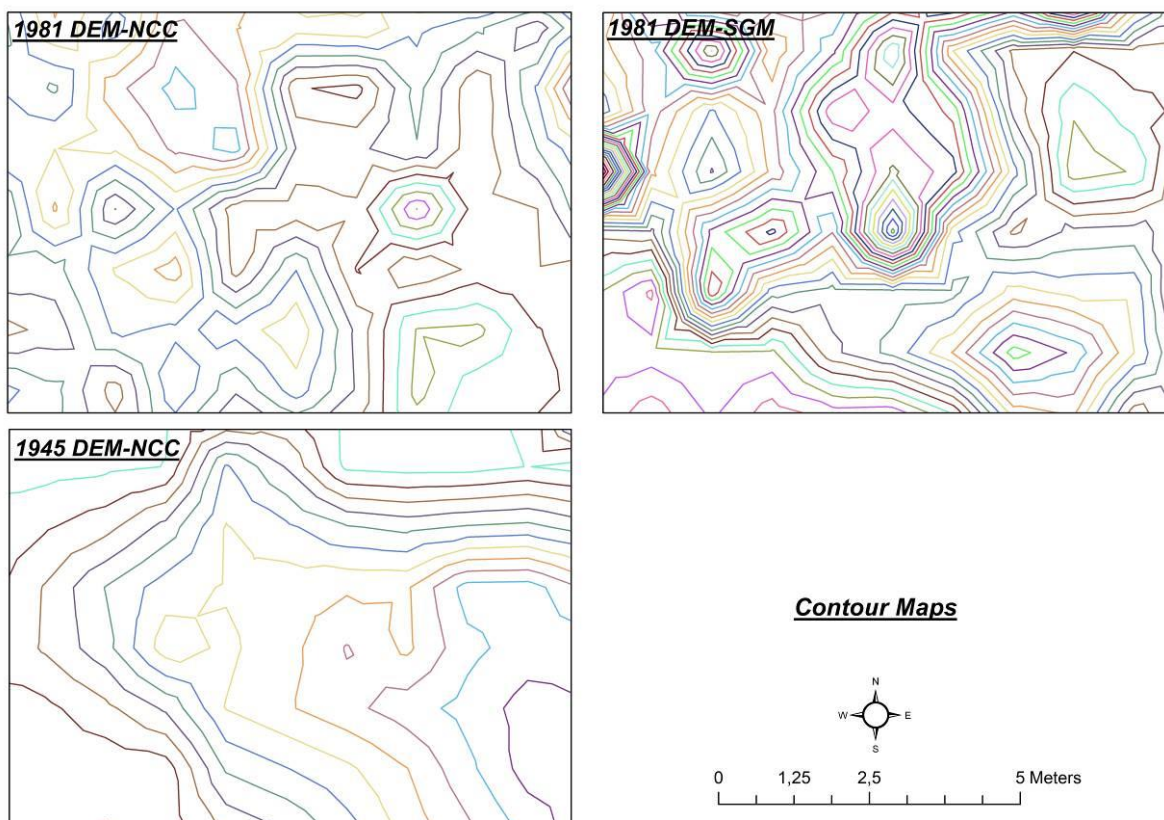 1981 DEM-NCC
1981 DEM-SGM
1945 DEM-NCC
Contour Maps
N
W E
S
0 1,25 2,5 5 Meters